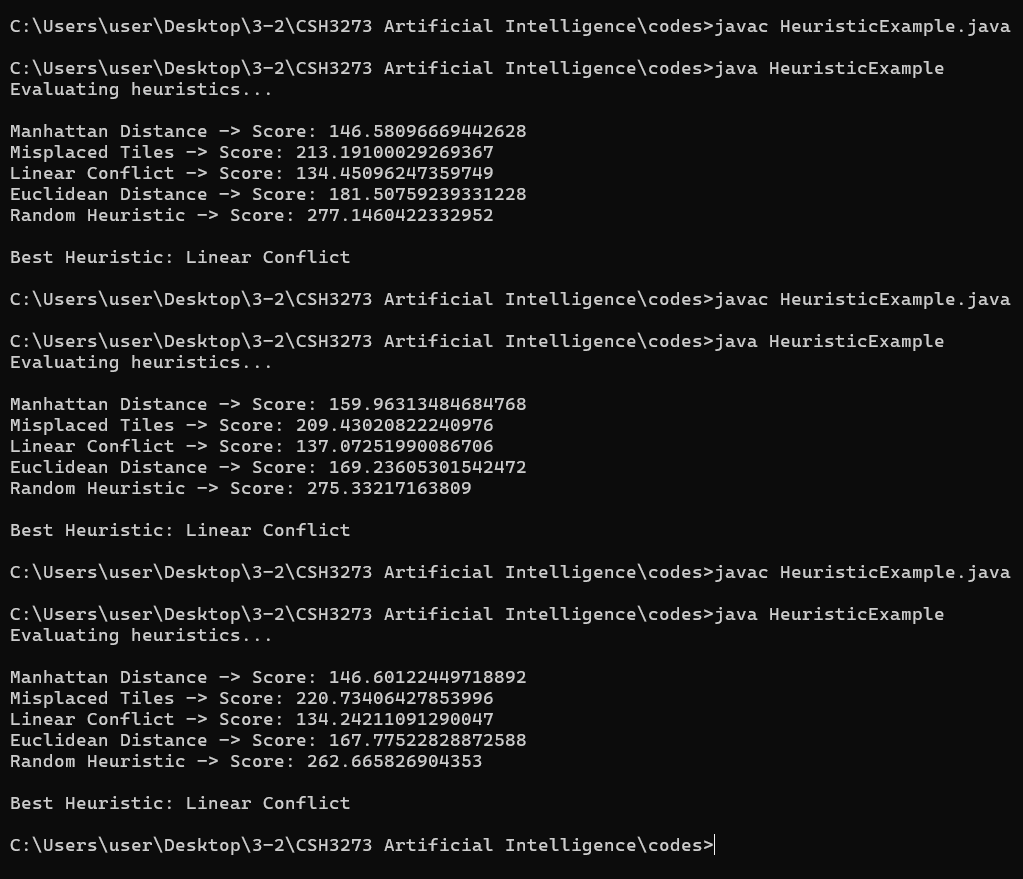 C:\Users\user\Desktop\3-2\CSH3273 Artificial Intelligence\codes>javac HeuristicExample.java
C:\Users\user\Desktop\3-2\CSH3273 Artificial Intelligence\codes>java HeuristicExample
Evaluating heuristics...
Manhattan Distance -> Score: 146.58096669442628
Misplaced Tiles -> Score: 213.19100029269367
Linear Conflict -> Score: 134.45096247359749
Euclidean Distance -> Score: 181.50759239331228
Random Heuristic -> Score: 277.1460422332952
Best Heuristic: Linear Conflict
C:\Users\user\Desktop\3-2\CSH3273 Artificial Intelligence\codes>javac HeuristicExample.java
C:\Users\user\Desktop\3-2\CSH3273 Artificial Intelligence\codes>java HeuristicExample
Evaluating heuristics...
Manhattan Distance -> Score: 159.96313484684768
Misplaced Tiles -> Score: 209.43020822240976
Linear Conflict -> Score: 137.07251990086706
Euclidean Distance -> Score: 169.23605301542472
Random Heuristic -> Score: 275.33217163809
Best Heuristic: Linear Conflict
C:\Users\user\Desktop\3-2\CSH3273 Artificial Intelligence\codes>javac HeuristicExample.java
C:\Users\user\Desktop\3-2\CSH3273 Artificial Intelligence\codes>java HeuristicExample
Evaluating heuristics...
Manhattan Distance -> Score: 146.60122449718892
Misplaced Tiles -> Score: 220.73406427853996
Linear Conflict -> Score: 134.24211091290047
Euclidean Distance -> Score: 167.77522828872588
Random Heuristic -> Score: 262.665826904353
Best Heuristic: Linear Conflict
C:\Users\user\Desktop\3-2\CSH3273 Artificial Intelligence\codes>